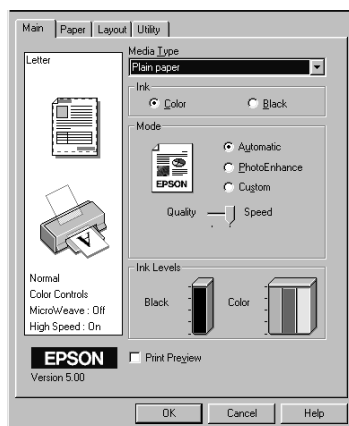 Main Paper Layout Utility
Letter
Media Type
Plain paper
Ink
Color Black
Mode
EPSON
Automatic
PhotoEnhance
Custom
Quality Speed
A
Normal
Color Controls
MicroWeave : Off
High Speed : On
Ink Levels
Black Color
EPSON
Version 5.00
Print Preview
OK Cancel Help